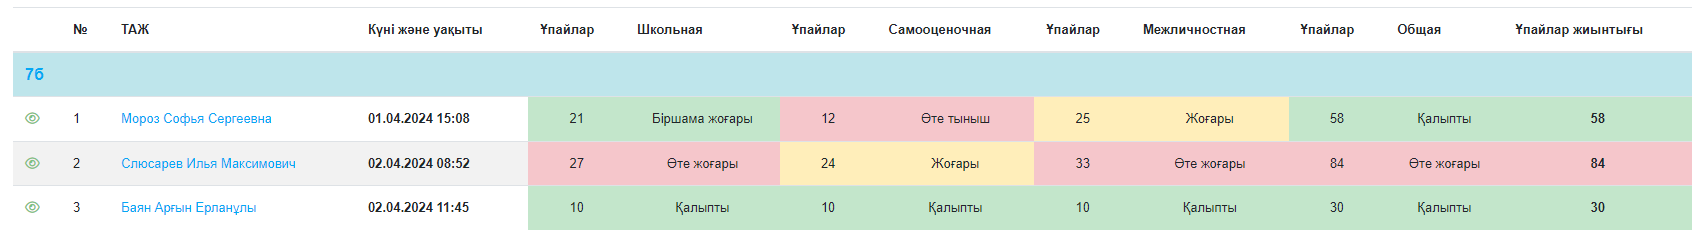 № ТАЖ Күні және уақыты Ұпайлар Школьная Ұпайлар Самооценочная Ұпайлар Межличностная Ұпайлар Общая Ұпайлар жиынтығы
7б
1 Мороз Софья Сергеевна 01.04.2024 15:08 21 Біршама жоғары 12 Өте тыныш 25 Жоғары 58 Қалыпты 58
2 Слюсарев Илья Максимович 02.04.2024 08:52 27 Өте жоғары 24 Жоғары 33 Өте жоғары 84 Өте жоғары 84
3 Баян Арғын Ерланұлы 02.04.2024 11:45 10 Қалыпты 10 Қалыпты 10 Қалыпты 30 Қалыпты 30